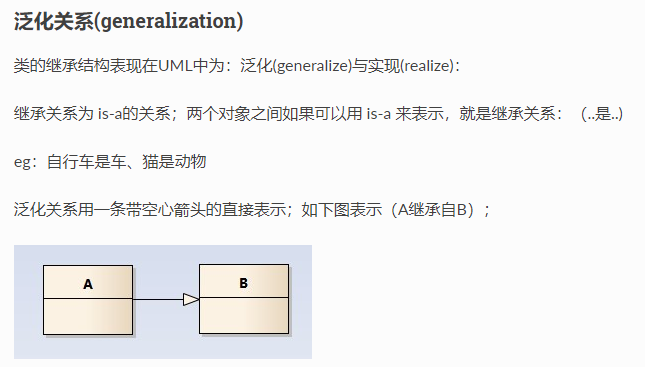 泛化关系(generalization)
类的继承结构表现在UML中为：泛化(generalize)与实现(realize)：
继承关系为 is-a的关系；两个对象之间如果可以用 is-a 来表示，就是继承关系：（..是..)
eg：自行车是车、猫是动物
泛化关系用一条带空心箭头的直接表示；如下图表示（A继承自B）；
A
B